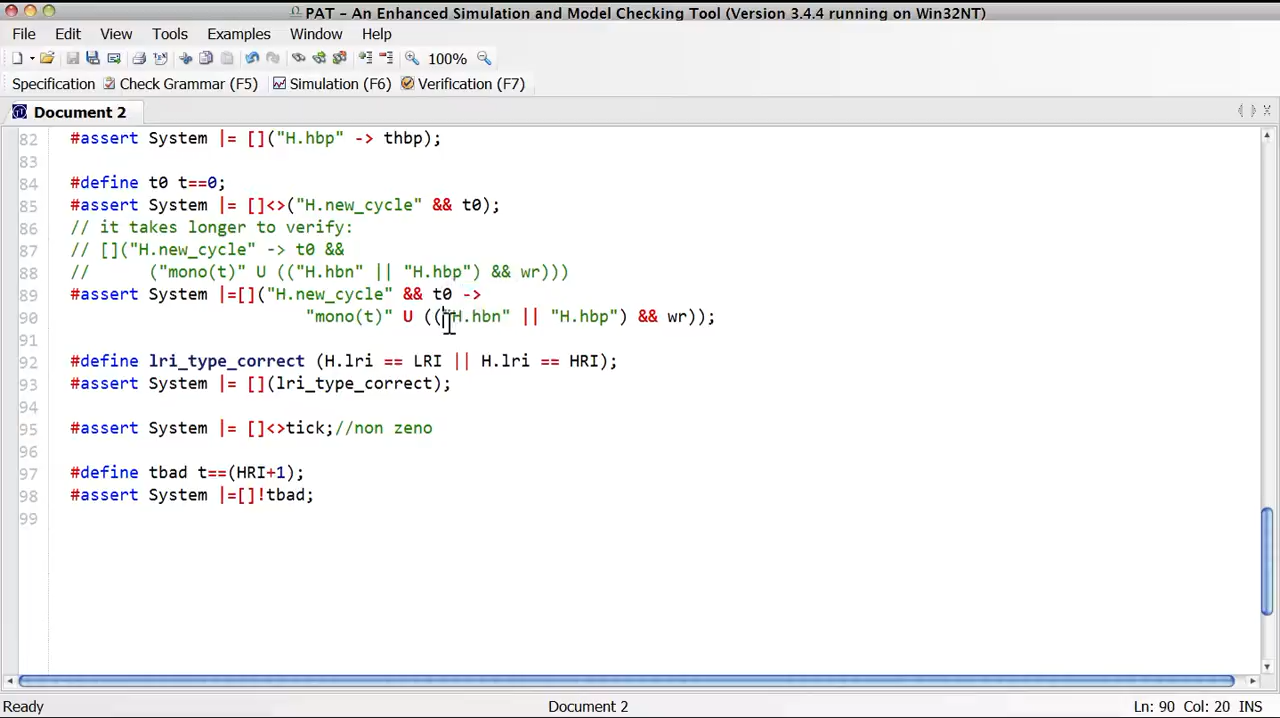 PAT – An Enhanced Simulation and Model Checking Tool (Version 3.4.4 running on Win32NT)
File Edit View Tools Examples Window Help
100%
Specification Check Grammar (F5) Simulation (F6) Verification (F7)
Document 2
82 #assert System |= []("H.hbp" -> thbp);
83
84 #define t0 t==0;
85 #assert System |= []<>("H.new_cycle" && t0);
86 // it takes longer to verify:
87 // []("H.new_cycle" -> t0 &&
88 // ("mono(t)" U (("H.hbn" || "H.hbp") && wr)))
89 #assert System |=[]("H.new_cycle" && t0 ->
90 "mono(t)" U (("H.hbn" || "H.hbp") && wr));
91
92 #define lri_type_correct (H.lri == LRI || H.lri == HRI);
93 #assert System |= [](lri_type_correct);
94
95 #assert System |= []<>tick;//non zeno
96
97 #define tbad t==(HRI+1);
98 #assert System |=[]!tbad;
99
Ready Document 2 Ln: 90 Col: 20 INS